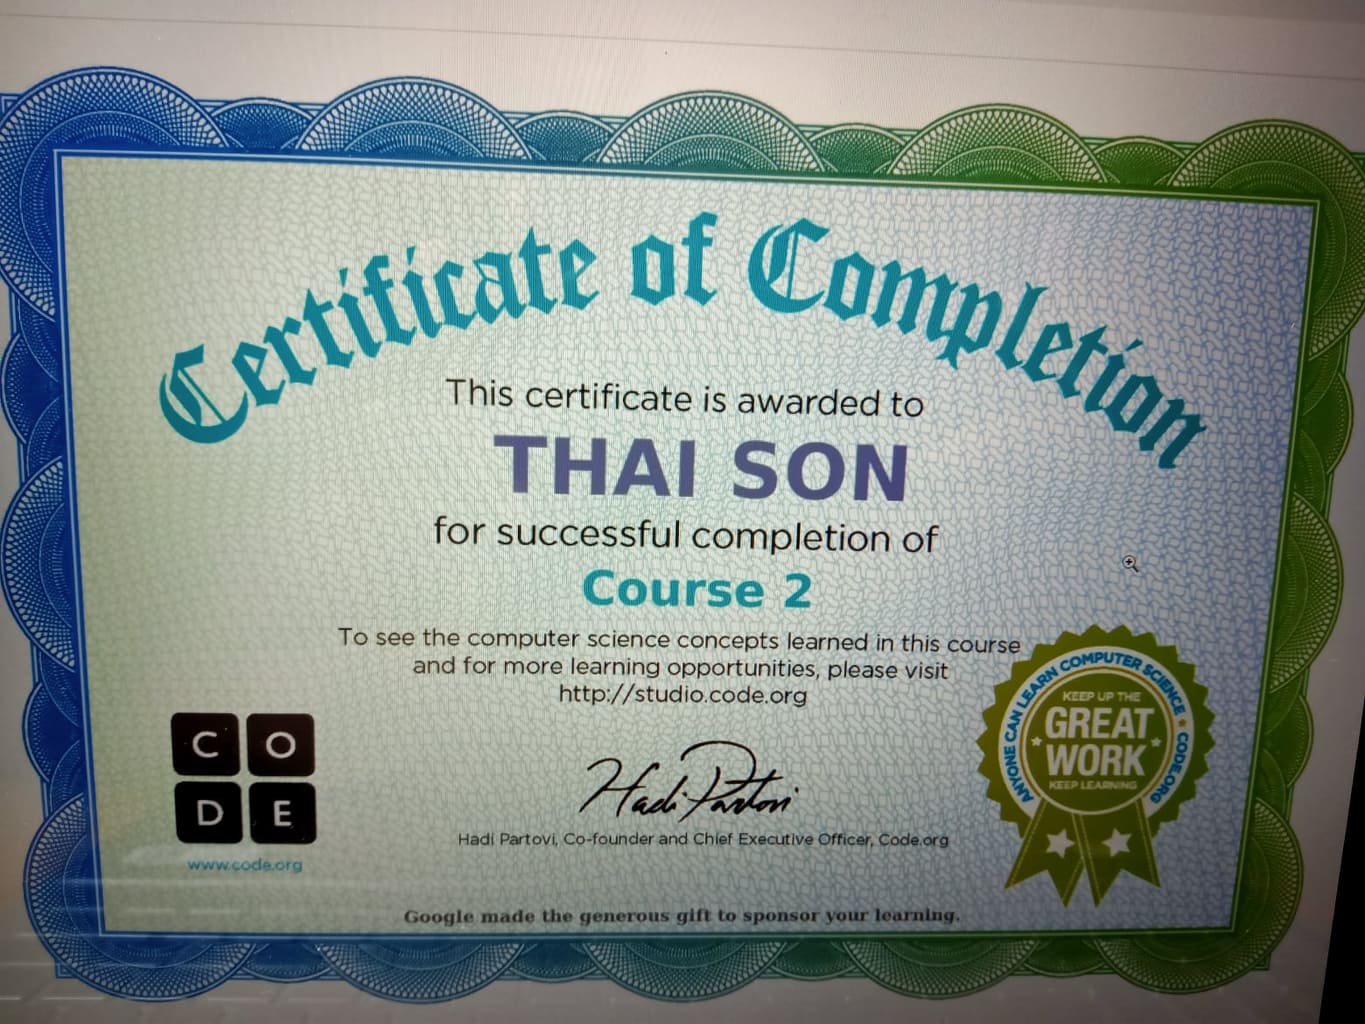 Certificate of Completion
This certificate is awarded to
THAI SON
for successful completion of
Course 2
To see the computer science concepts learned in this course
and for more learning opportunities, please visit
http://studio.code.org
C O
D E
www.code.org
Hadi Partovi
Hadi Partovi, Co-founder and Chief Executive Officer, Code.org
ANYONE CAN LEARN COMPUTER SCIENCE ★ CODE.ORG
KEEP UP THE
GREAT
WORK
KEEP LEARNING
Google made the generous gift to sponsor your learning.